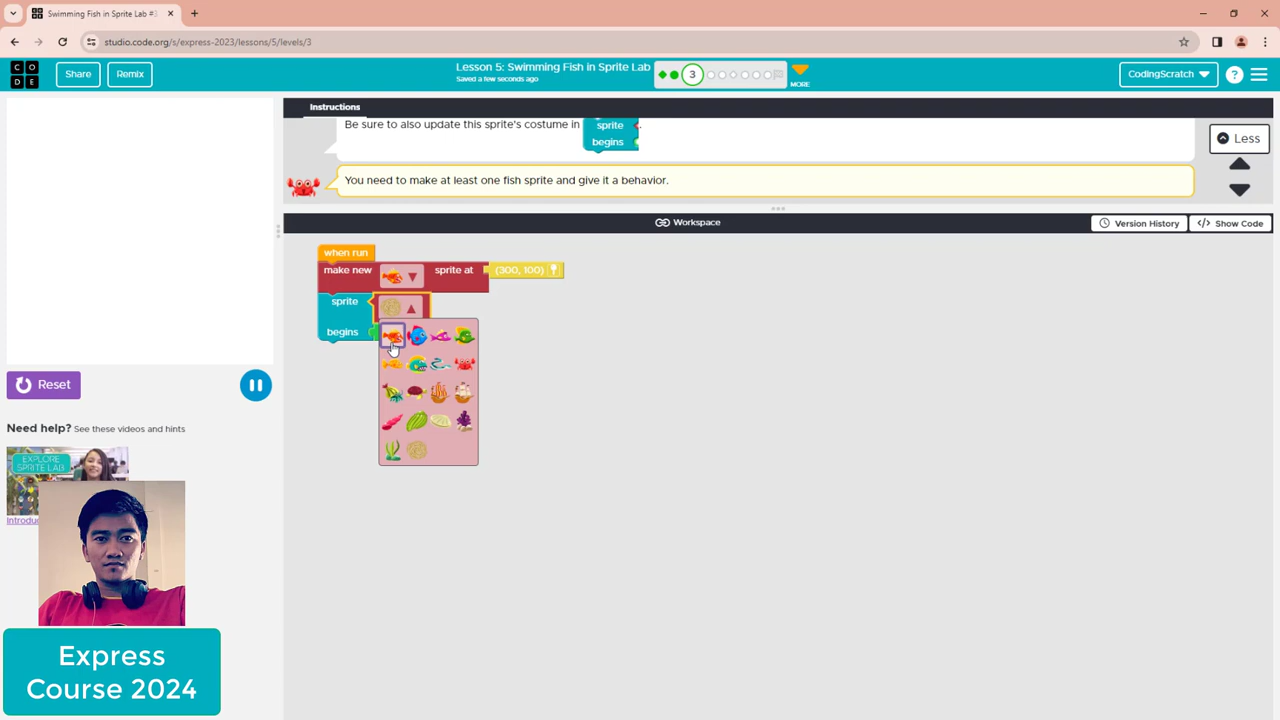 Swimming Fish in Sprite Lab #3
studio.code.org/s/express-2023/lessons/5/levels/3
C O D E
Share
Remix
Lesson 5: Swimming Fish in Sprite Lab
Saved a few seconds ago
3
MORE
CodingScratch
?
Instructions
Be sure to also update this sprite's costume in sprite begins .
Less
You need to make at least one fish sprite and give it a behavior.
Workspace
Version History
</> Show Code
when run
make new sprite at (300, 100)
sprite
begins
Reset
Need help? See these videos and hints
EXPLORE
SPRITE LAB
Express
Course 2024